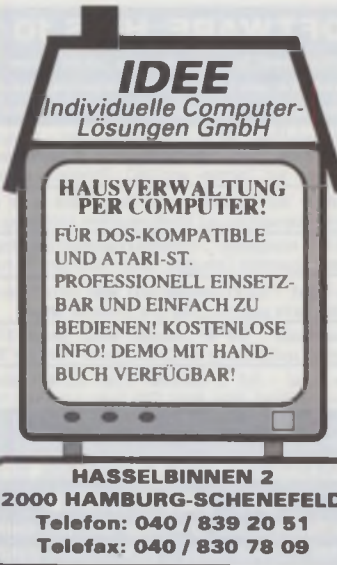 IDEE
Individuelle Computer-
Lösungen GmbH
HAUSVERWALTUNG
PER COMPUTER!
FÜR DOS-KOMPATIBLE
UND ATARI-ST.
PROFESSIONELL EINSETZ-
BAR UND EINFACH ZU
BEDIENEN! KOSTENLOSE
INFO! DEMO MIT HAND-
BUCH VERFÜGBAR!
HASSELBINNEN 2
2000 HAMBURG-SCHENEFELD
Telefon: 040 / 839 20 51
Telefax: 040 / 830 78 09